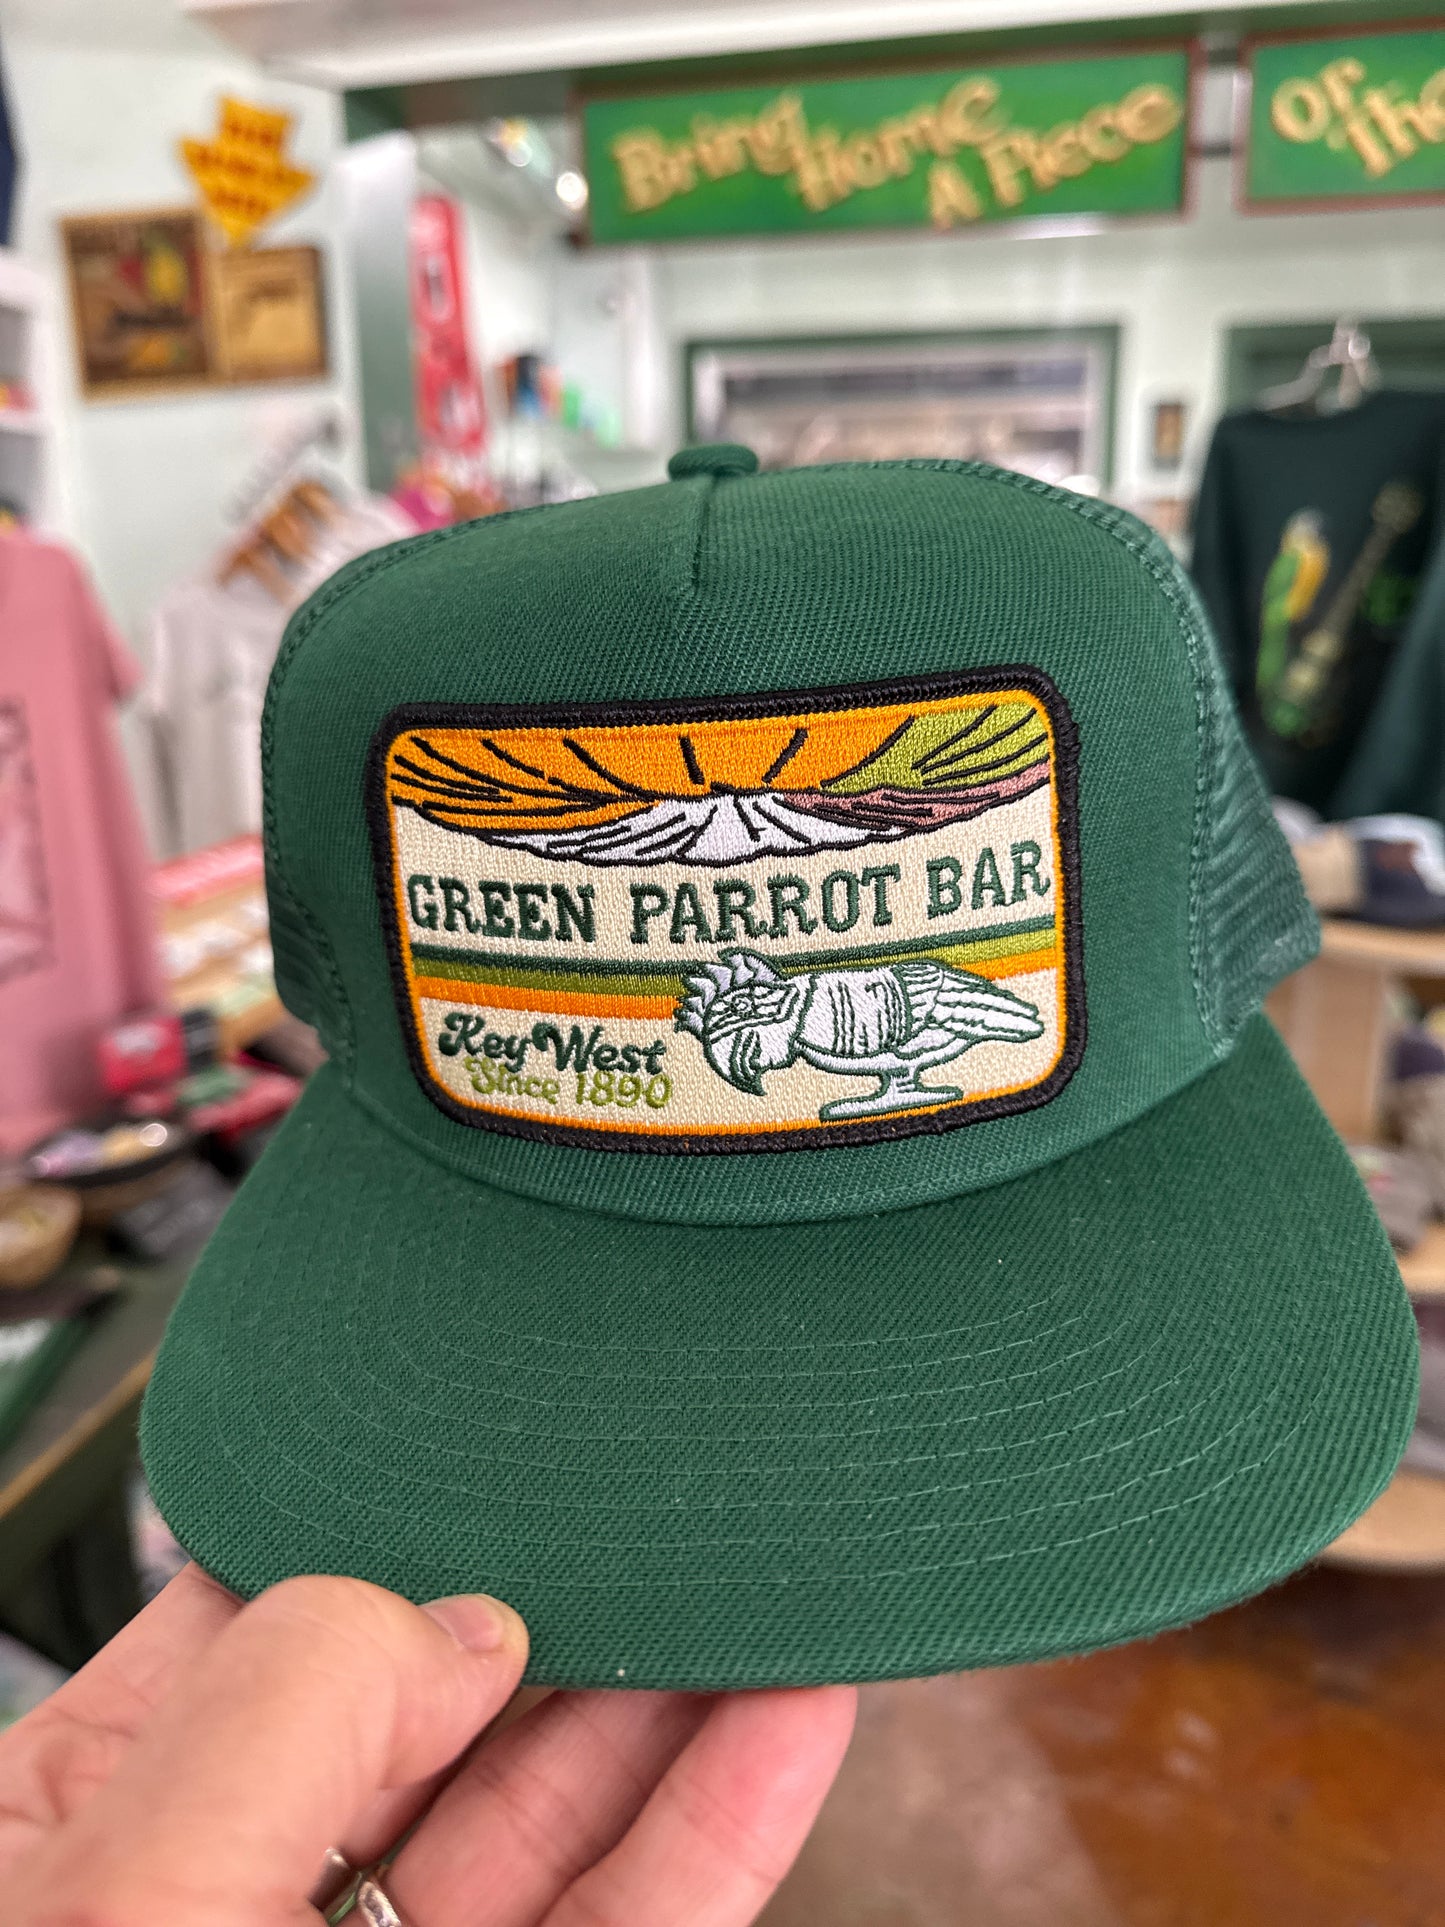 Bring Home A Piece
Of The
GREEN PARROT BAR
Key West
Since 1890